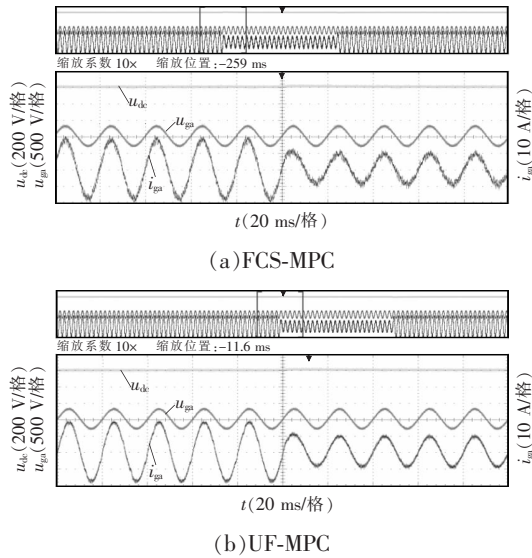 缩放系数 10× 缩放位置:-259 ms
u_dc
u_ga
i_ga
u_dc(200 V/格)
u_ga(500 V/格)
i_ga(10 A/格)
t(20 ms/格)
(a)FCS-MPC
缩放系数 10× 缩放位置:-11.6 ms
u_dc
u_ga
i_ga
u_dc(200 V/格)
u_ga(500 V/格)
i_ga(10 A/格)
t(20 ms/格)
(b)UF-MPC